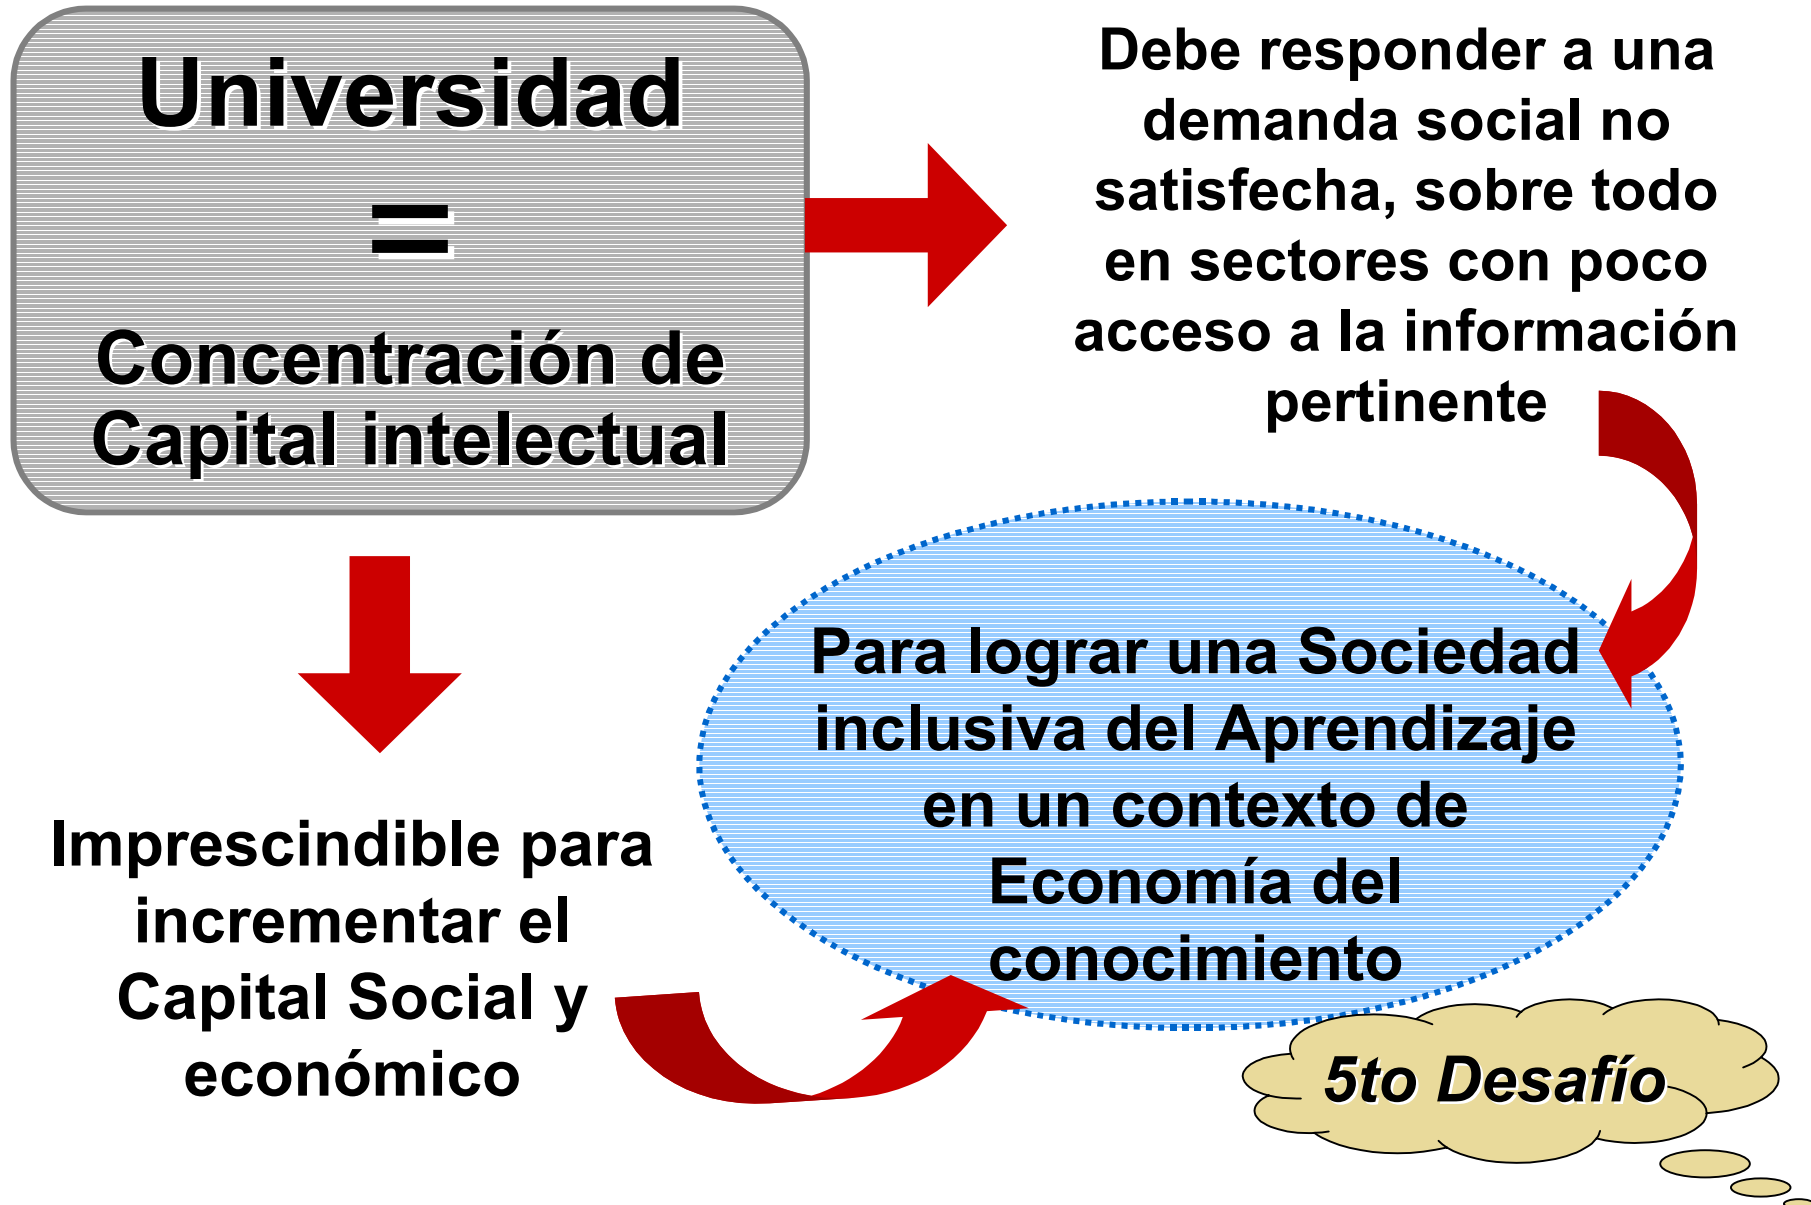 Universidad
=
Concentración de
Capital intelectual
Debe responder a una
demanda social no
satisfecha, sobre todo
en sectores con poco
acceso a la información
pertinente
Para lograr una Sociedad
inclusiva del Aprendizaje
en un contexto de
Economía del
conocimiento
Imprescindible para
incrementar el
Capital Social y
económico
5to Desafío